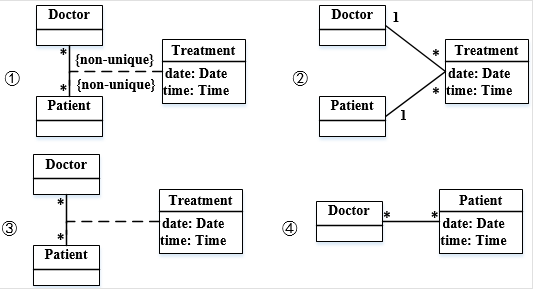 ①
Doctor
*
{non-unique}
{non-unique}
*
Patient
Treatment
date: Date
time: Time
②
Doctor
1
Patient
1
*
*
Treatment
date: Date
time: Time
③
Doctor
*
*
Patient
Treatment
date: Date
time: Time
④
Doctor
* *
Patient
date: Date
time: Time